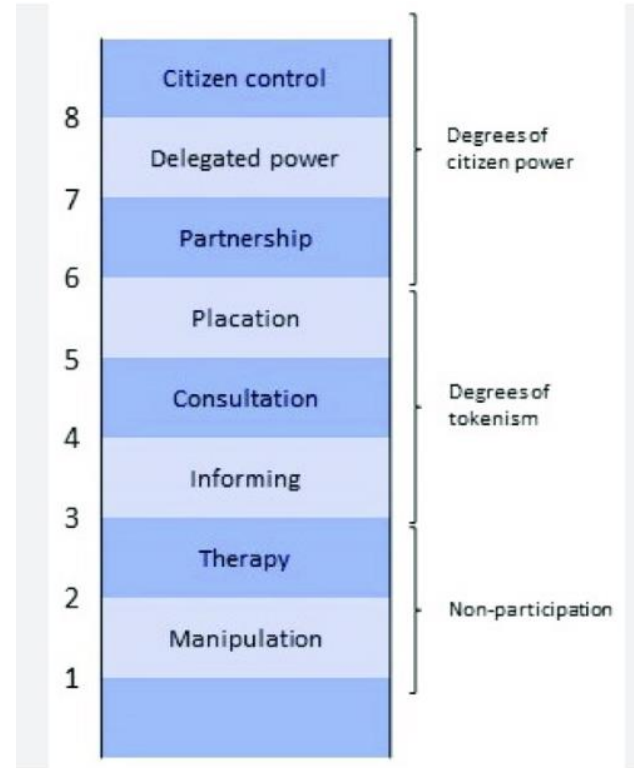 Citizen control
8
Delegated power
7
Partnership
6
Placation
5
Consultation
4
Informing
3
Therapy
2
Manipulation
1
Degrees of
citizen power
Degrees of
tokenism
Non-participation